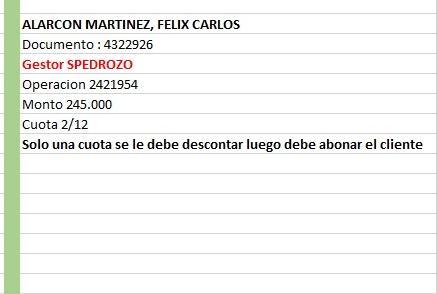 ALARCON MARTINEZ, FELIX CARLOS
Documento : 4322926
Gestor SPEDROZO
Operacion 2421954
Monto 245.000
Cuota 2/12
Solo una cuota se le debe descontar luego debe abonar el cliente